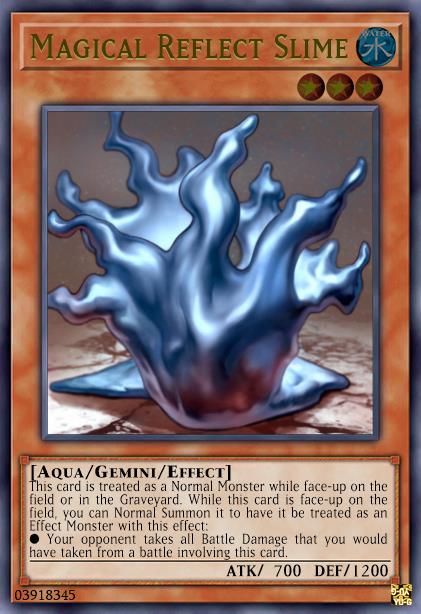 MAGICAL REFLECT SLIME
WATER
水
[AQUA/GEMINI/EFFECT]
This card is treated as a Normal Monster while face-up on the
field or in the Graveyard. While this card is face-up on the
field, you can Normal Summon it to have it be treated as an
Effect Monster with this effect:
● Your opponent takes all Battle Damage that you would
have taken from a battle involving this card.
ATK/ 700 DEF/1200
03918345